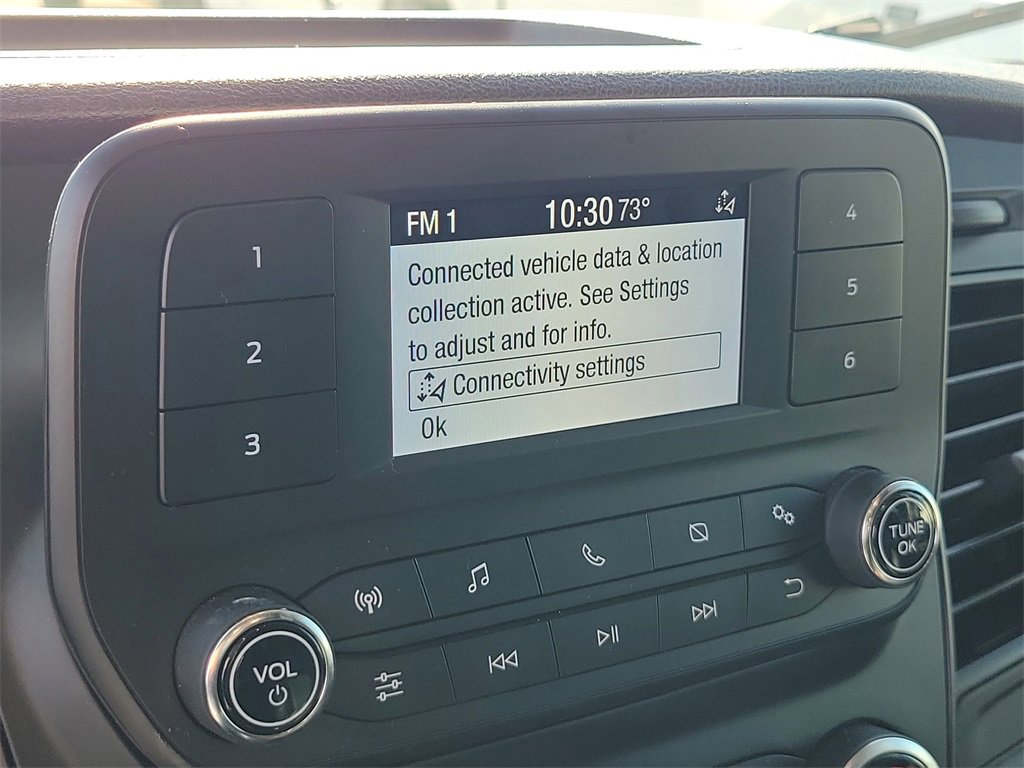 FM 1 10:30 73°
Connected vehicle data & location
collection active. See Settings
to adjust and for info.
Connectivity settings
Ok
1
2
3
4
5
6
VOL
TUNE
OK